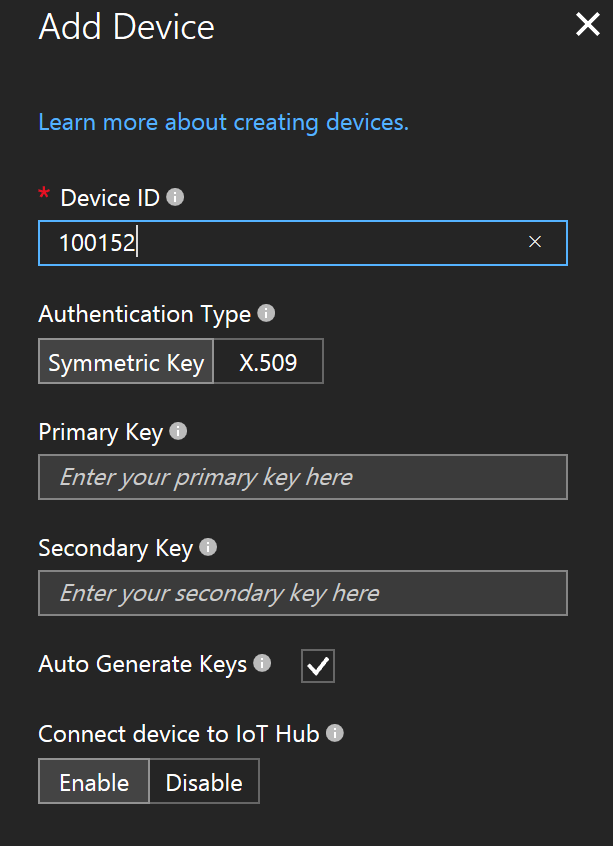 Add Device
Learn more about creating devices.
* Device ID
100152
Authentication Type
Symmetric Key X.509
Primary Key
Enter your primary key here
Secondary Key
Enter your secondary key here
Auto Generate Keys
Connect device to IoT Hub
Enable Disable